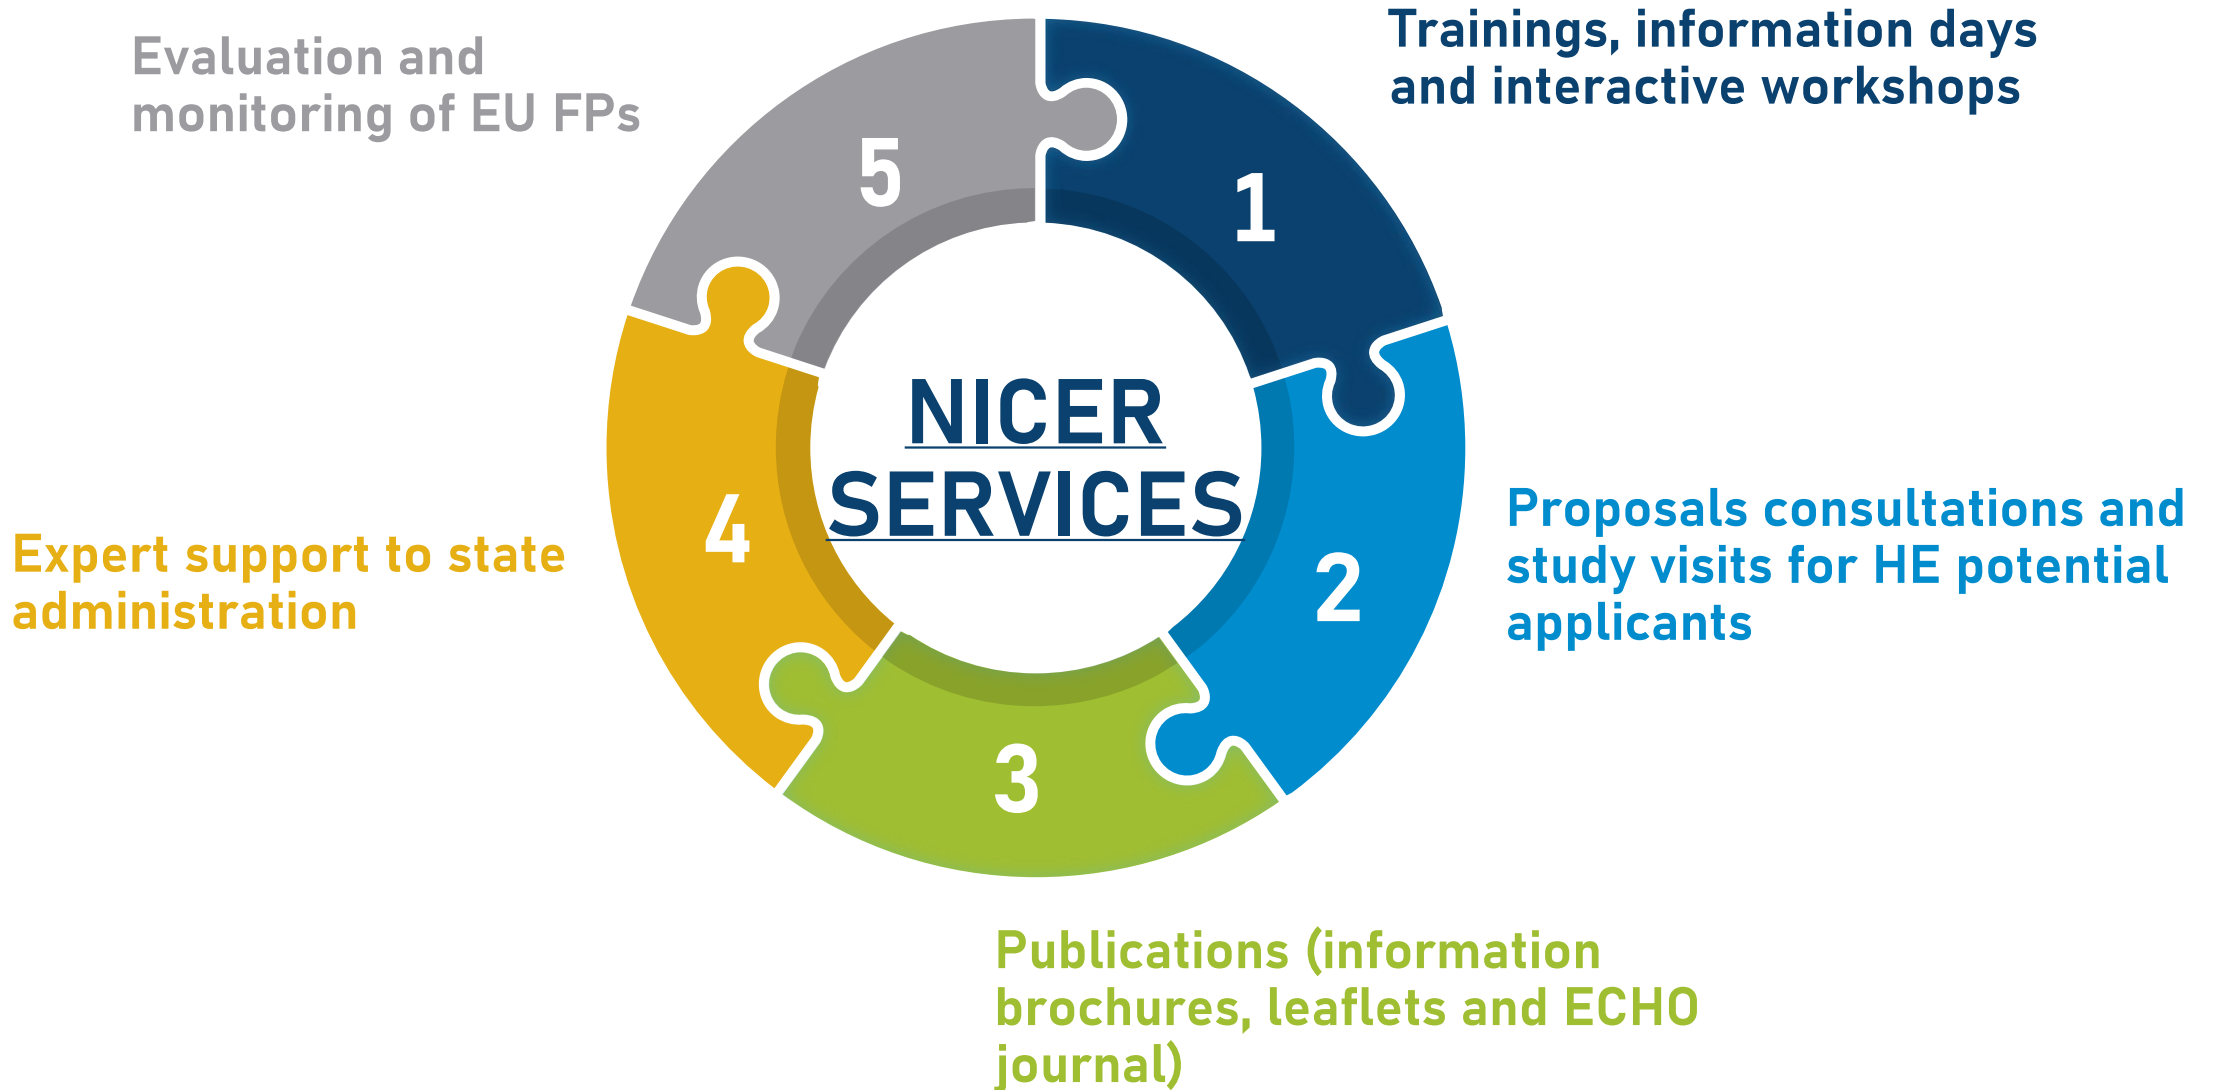 Evaluation and
monitoring of EU FPs
Trainings, information days
and interactive workshops
5
1
NICER
SERVICES
4
2
Expert support to state
administration
Proposals consultations and
study visits for HE potential
applicants
3
Publications (information
brochures, leaflets and ECHO
journal)